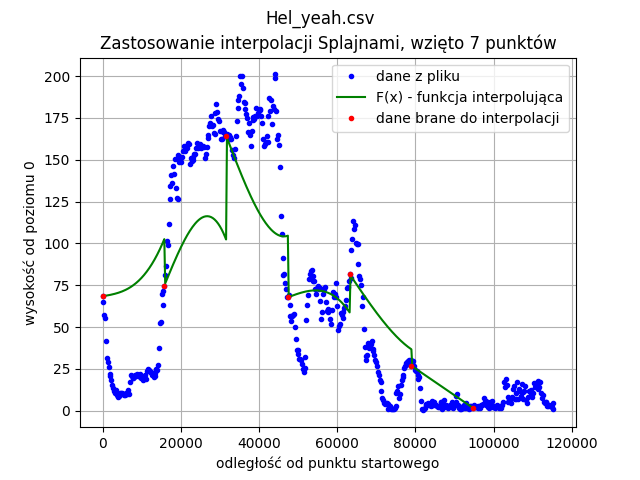 Hel_yeah.csv
Zastosowanie interpolacji Splajnami, wzięto 7 punktów
dane z pliku
F(x) - funkcja interpolująca
dane brane do interpolacji
wysokość od poziomu 0
200
175
150
125
100
75
50
25
0
0 20000 40000 60000 80000 100000 120000
odległość od punktu startowego